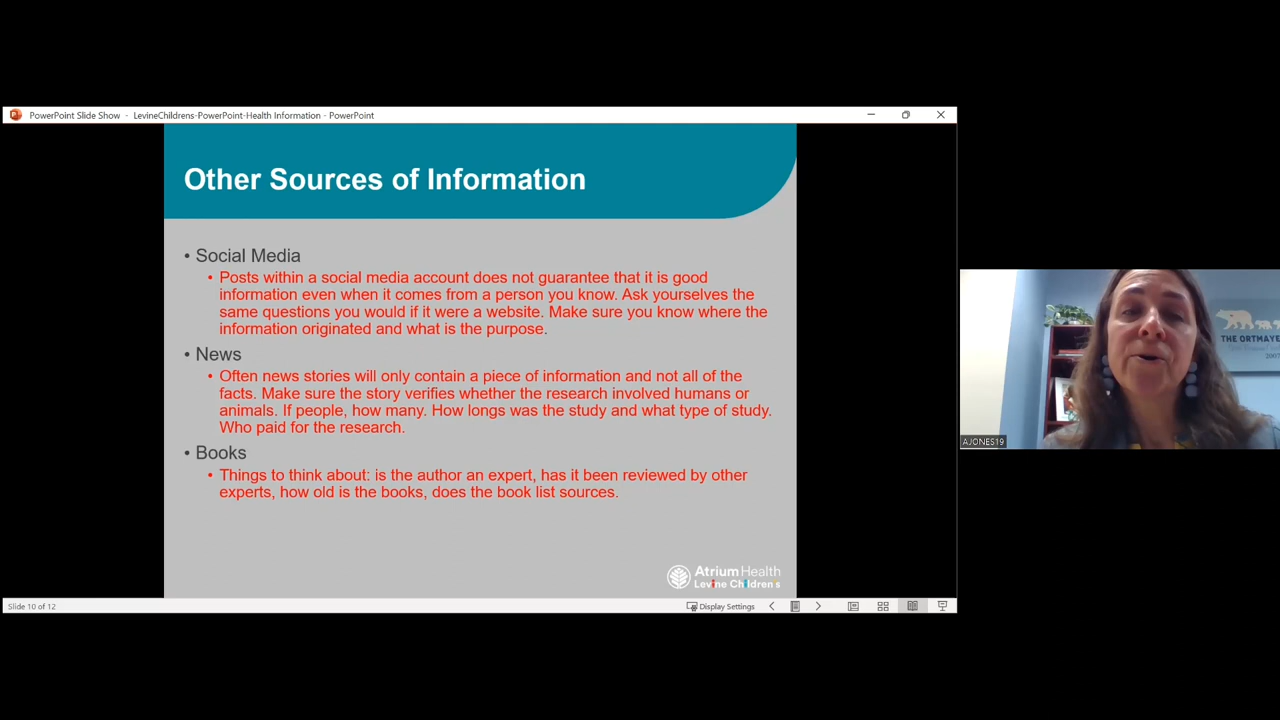 PowerPoint Slide Show - LevineChildrens-PowerPoint-Health Information - PowerPoint
Other Sources of Information
• Social Media
• Posts within a social media account does not guarantee that it is good
information even when it comes from a person you know. Ask yourselves the
same questions you would if it were a website. Make sure you know where the
information originated and what is the purpose.
• News
• Often news stories will only contain a piece of information and not all of the
facts. Make sure the story verifies whether the research involved humans or
animals. If people, how many. How longs was the study and what type of study.
Who paid for the research.
• Books
• Things to think about: is the author an expert, has it been reviewed by other
experts, how old is the books, does the book list sources.
Atrium Health
Levine Children's
Slide 10 of 12
Display Settings
THE ORTMAYE
2007
AJONES19